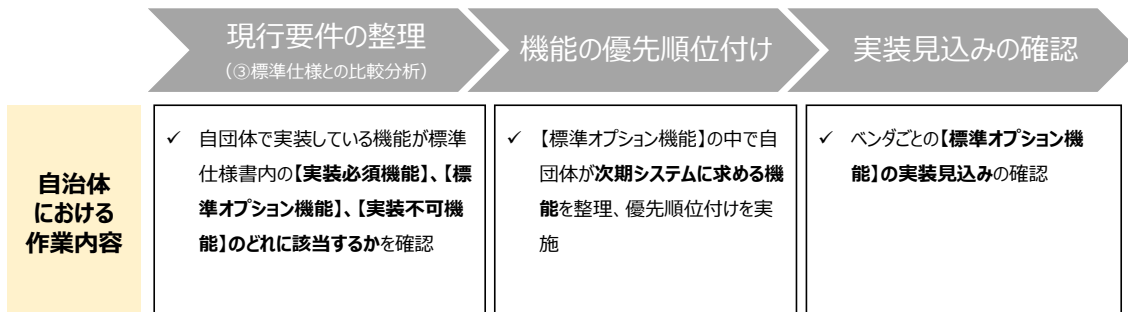 現行要件の整理
（③標準仕様との比較分析）
機能の優先順位付け
実装見込みの確認
自治体
における
作業内容
✓ 自団体で実装している機能が標準
仕様書内の【実装必須機能】、【標
準オプション機能】、【実装不可機
能】のどれに該当するかを確認
✓ 【標準オプション機能】の中で自
団体が次期システムに求める機
能を整理、優先順位付けを実
施
✓ ベンダごとの【標準オプション機
能】の実装見込みの確認